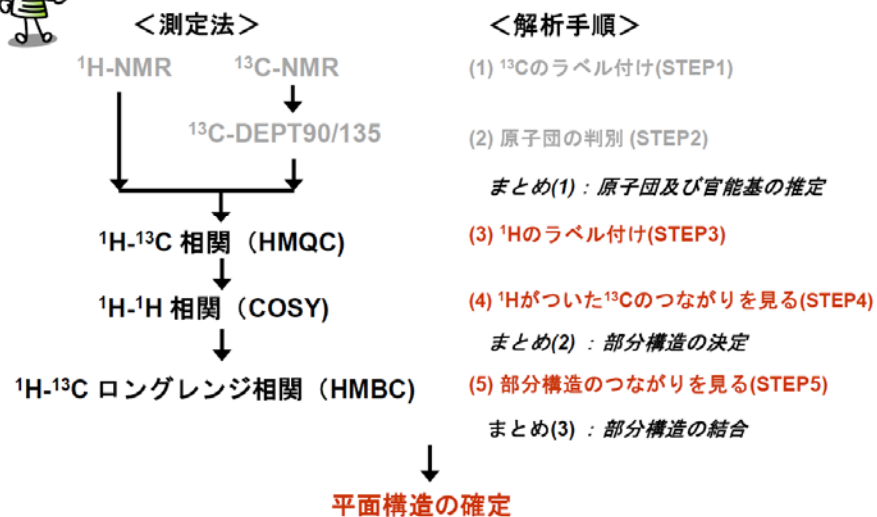 ＜測定法＞ ＜解析手順＞
¹H-NMR ¹³C-NMR (1) ¹³Cのラベル付け(STEP1)
¹³C-DEPT90/135 (2) 原子団の判別 (STEP2)
まとめ(1)：原子団及び官能基の推定
¹H-¹³C 相関（HMQC) (3) ¹Hのラベル付け(STEP3)
¹H-¹H 相関（COSY) (4) ¹Hがついた¹³Cのつながりを見る(STEP4)
まとめ(2) ：部分構造の決定
¹H-¹³C ロングレンジ相関（HMBC) (5) 部分構造のつながりを見る(STEP5)
まとめ(3) ：部分構造の結合
平面構造の確定